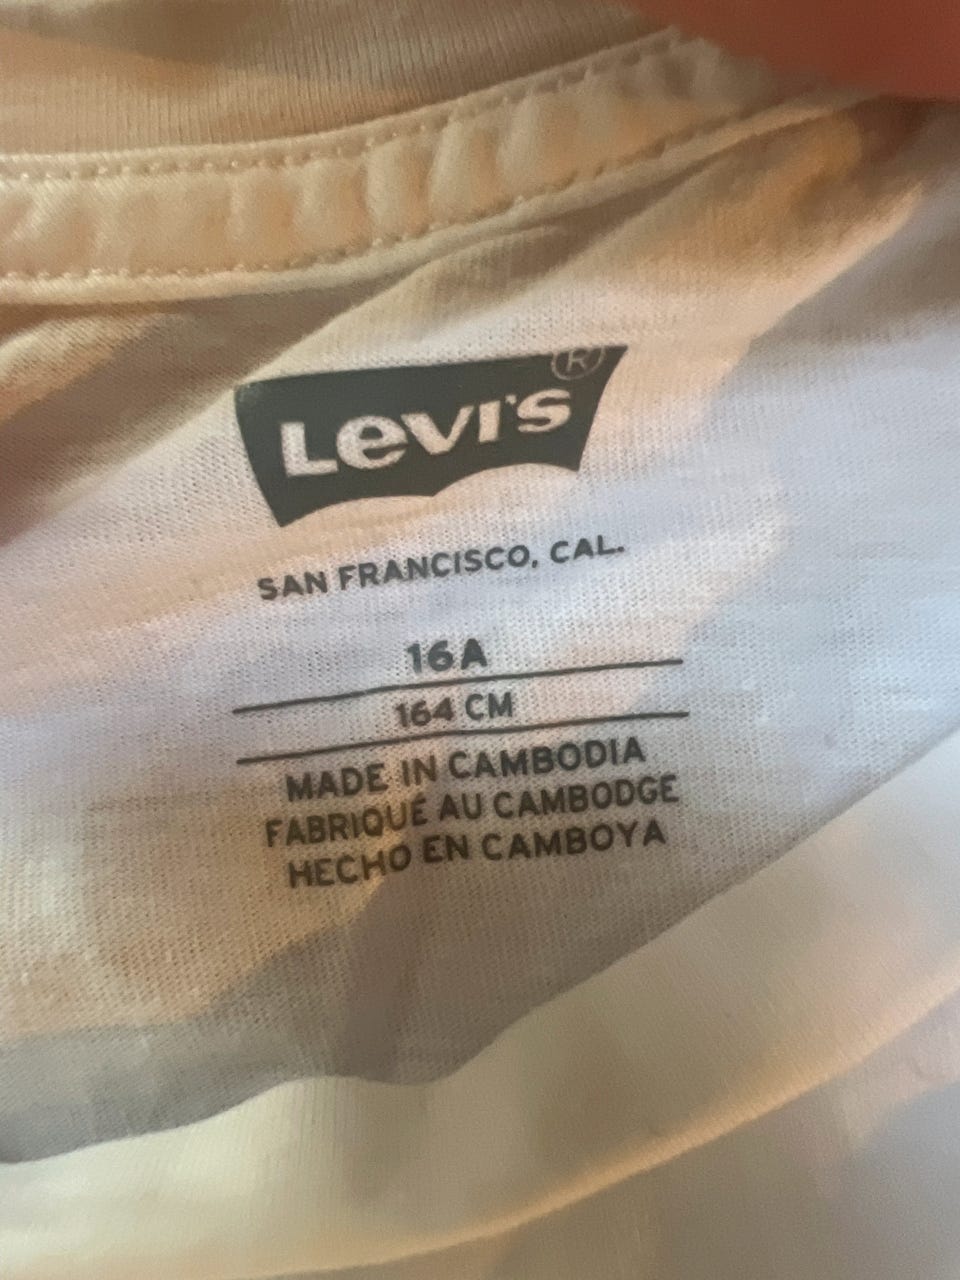 Levi's ®
SAN FRANCISCO, CAL.
16A
164 CM
MADE IN CAMBODIA
FABRIQUÉ AU CAMBODGE
HECHO EN CAMBOYA